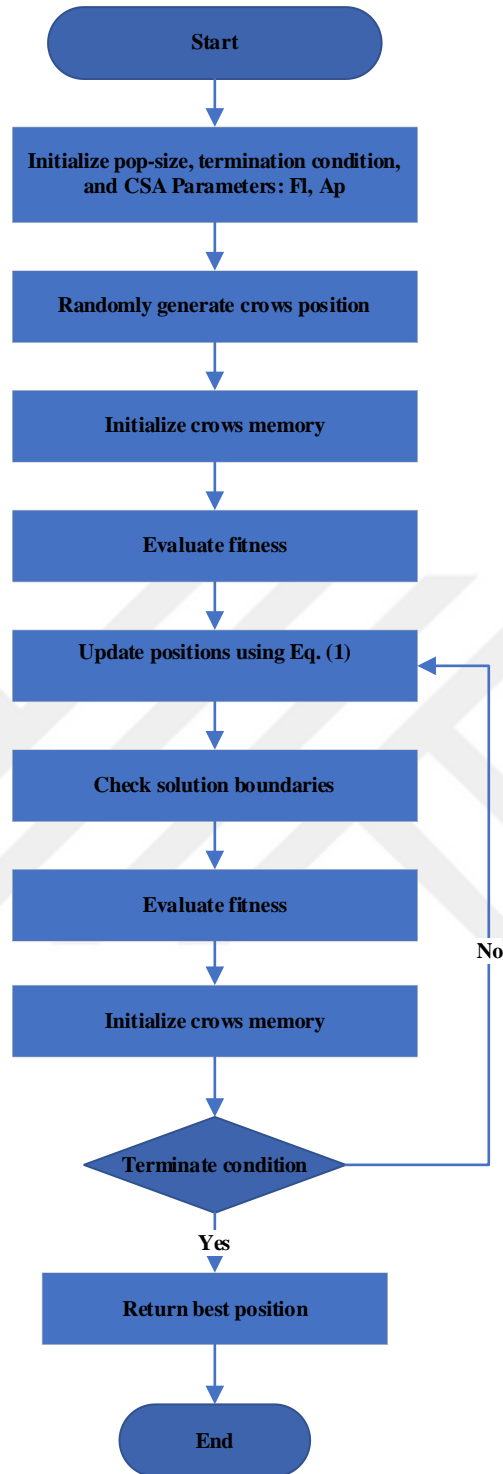 Start
Initialize pop-size, termination condition,
and CSA Parameters: Fl, Ap
Randomly generate crows position
Initialize crows memory
Evaluate fitness
Update positions using Eq. (1)
Check solution boundaries
Evaluate fitness
No
Initialize crows memory
Terminate condition
Yes
Return best position
End